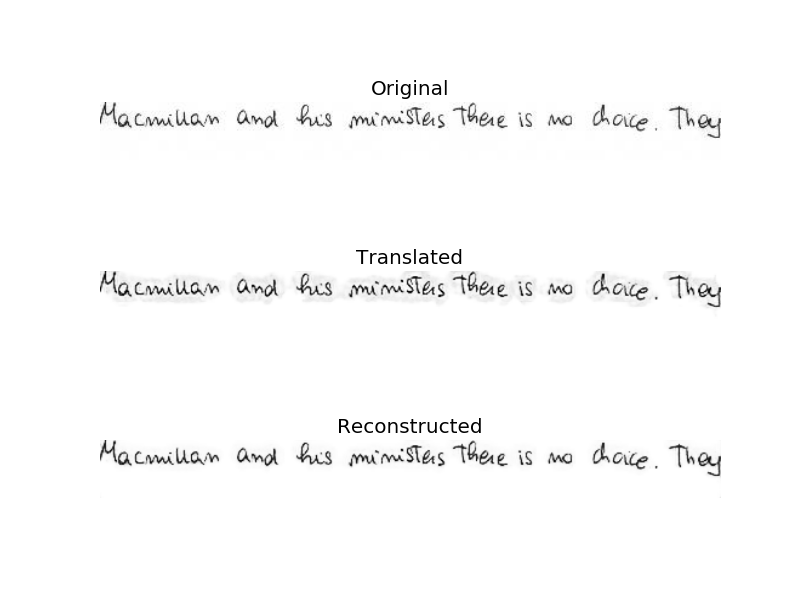 Original
Macmillan and his ministers there is no choice. They
Translated
Macmillan and his ministers there is no choice. They
Reconstructed
Macmillan and his ministers there is no choice. They